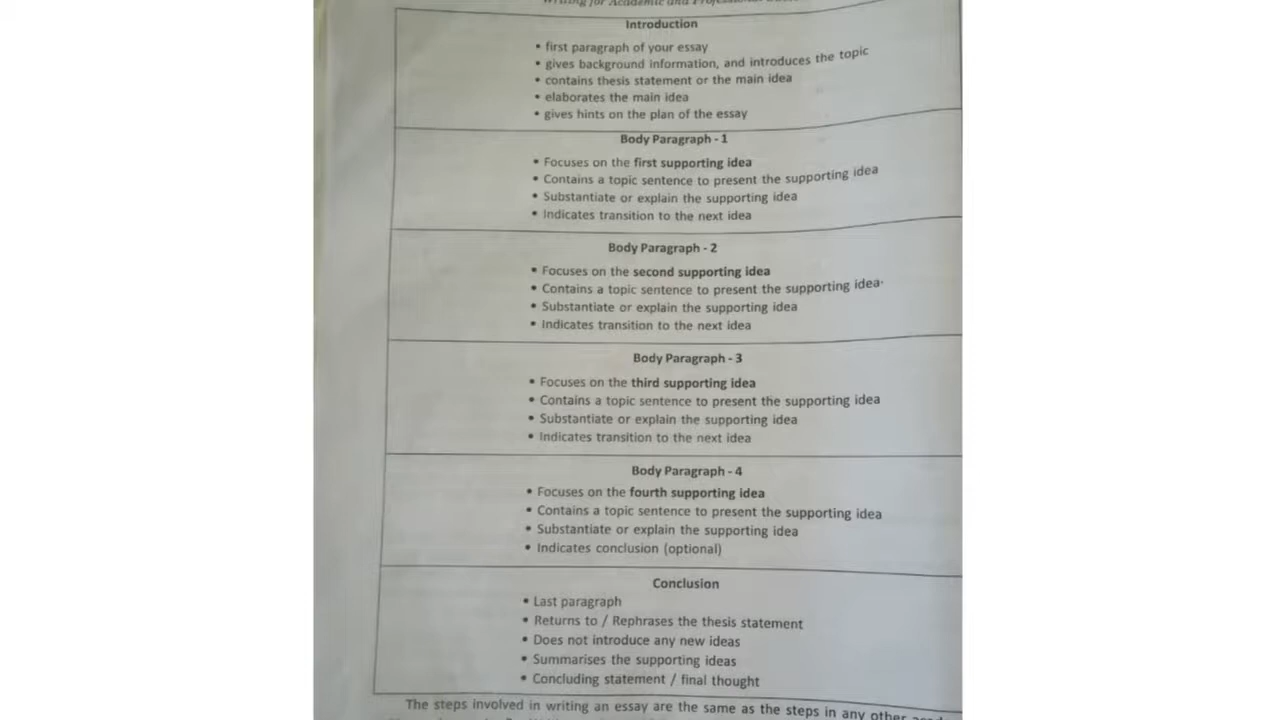 Writing for Academic and Professional
Introduction
• first paragraph of your essay
• gives background information, and introduces the topic
• contains thesis statement or the main idea
• elaborates the main idea
• gives hints on the plan of the essay
Body Paragraph - 1
• Focuses on the first supporting idea
• Contains a topic sentence to present the supporting idea
• Substantiate or explain the supporting idea
• Indicates transition to the next idea
Body Paragraph - 2
• Focuses on the second supporting idea
• Contains a topic sentence to present the supporting idea·
• Substantiate or explain the supporting idea
• Indicates transition to the next idea
Body Paragraph - 3
• Focuses on the third supporting idea
• Contains a topic sentence to present the supporting idea
• Substantiate or explain the supporting idea
• Indicates transition to the next idea
Body Paragraph - 4
• Focuses on the fourth supporting idea
• Contains a topic sentence to present the supporting idea
• Substantiate or explain the supporting idea
• Indicates conclusion (optional)
Conclusion
• Last paragraph
• Returns to / Rephrases the thesis statement
• Does not introduce any new ideas
• Summarises the supporting ideas
• Concluding statement / final thought
The steps involved in writing an essay are the same as the steps in any other